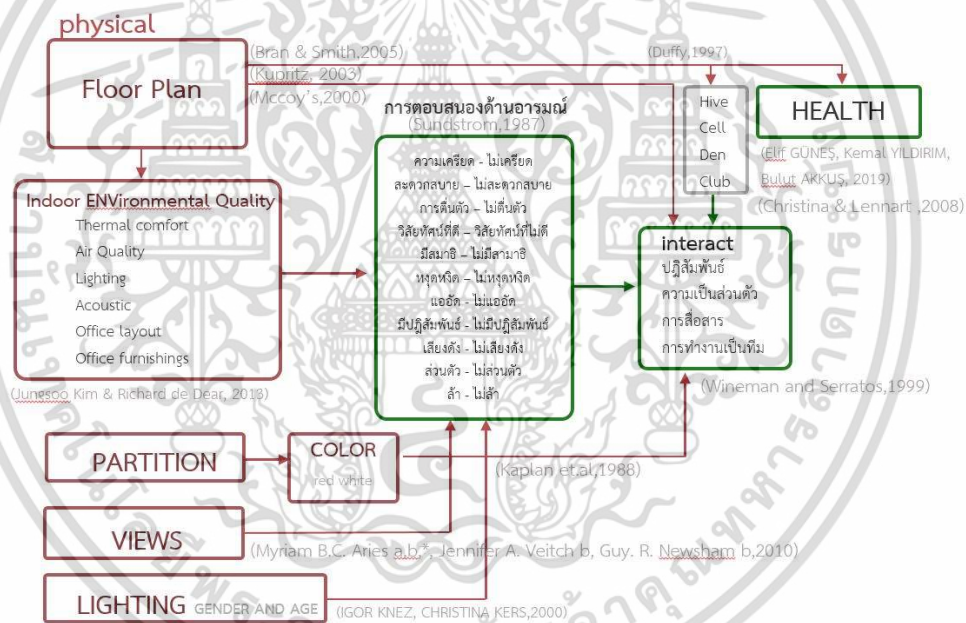 physical
Floor Plan
(Bran & Smith,2005)
(Kupritz, 2003)
(Mccoy's,2000)
(Duffy,1997)
การตอบสนองด้านอารมณ์
(Sundstrom,1987)
ความเครียด - ไม่เครียด
สะดวกสบาย – ไม่สะดวกสบาย
การตื่นตัว – ไม่ตื่นตัว
วิสัยทัศน์ที่ดี – วิสัยทัศน์ที่ไม่ดี
มีสมาธิ – ไม่มีสามาธิ
หงุดหงิด – ไม่หงุดหงิด
แออัด - ไม่แออัด
มีปฏิสัมพันธ์ - ไม่มีปฏิสัมพันธ์
เสียงดัง - ไม่เสียงดัง
ส่วนตัว - ไม่ส่วนตัว
ล้า - ไม่ล้า
Hive
Cell
Den
Club
HEALTH
(Elif GÜNEŞ, Kemal YILDIRIM,
Bulut AKKUŞ, 2019)
(Christina & Lennart ,2008)
Indoor ENVironmental Quality
Thermal comfort
Air Quality
Lighting
Acoustic
Office layout
Office furnishings
(Jungsoo Kim & Richard de Dear, 2013)
interact
ปฏิสัมพันธ์
ความเป็นส่วนตัว
การสื่อสาร
การทำงานเป็นทีม
(Wineman and Serratos,1999)
PARTITION
COLOR
red white
(Kaplan et.al,1988)
VIEWS
(Myriam B.C. Aries a,b,*, Jennifer A. Veitch b, Guy. R. Newsham b,2010)
LIGHTING GENDER AND AGE
(IGOR KNEZ, CHRISTINA KERS,2000)